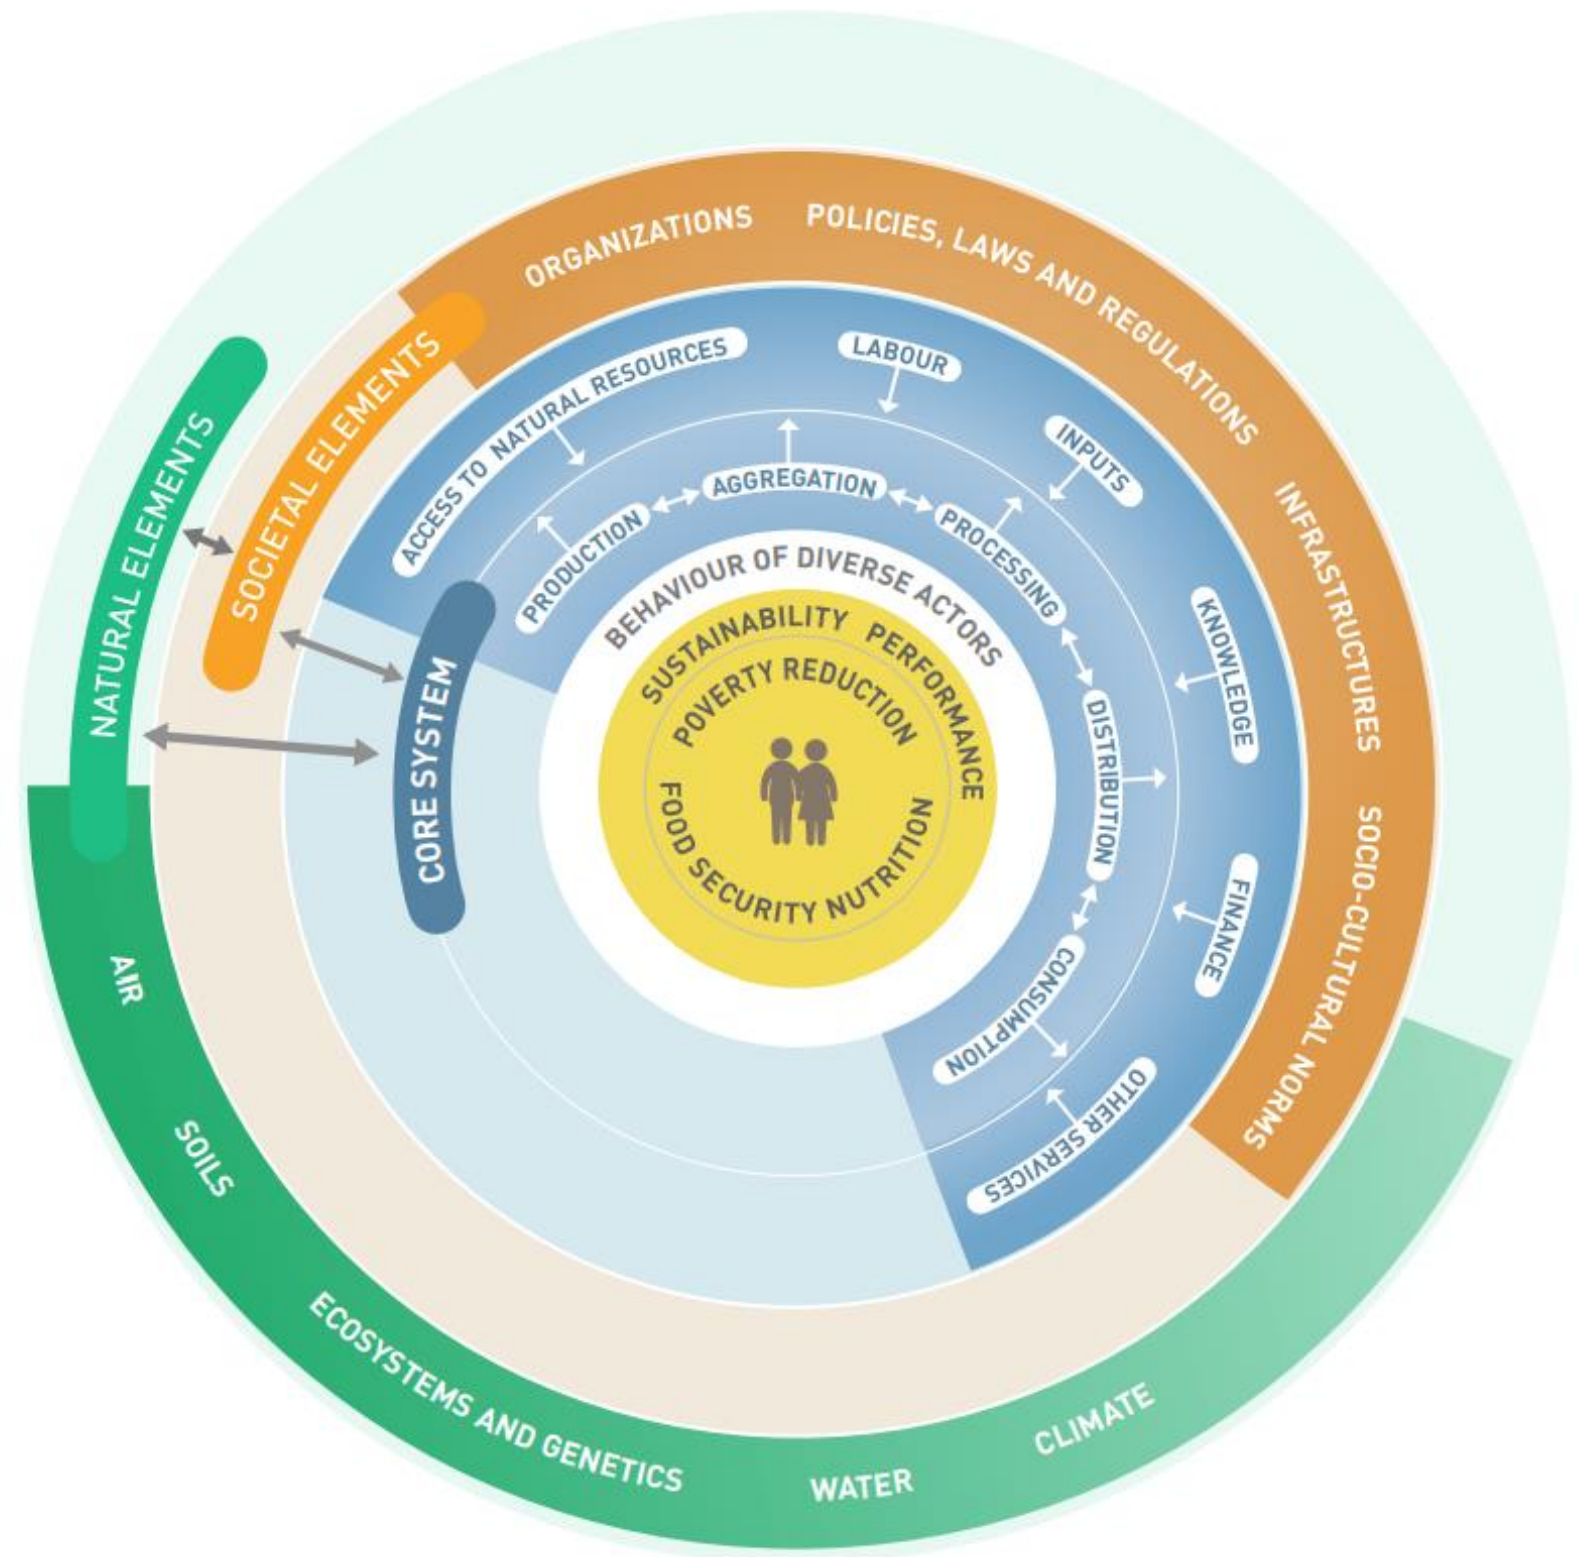 NATURAL ELEMENTS
SOCIETAL ELEMENTS
CORE SYSTEM
ORGANIZATIONS
POLICIES, LAWS AND REGULATIONS
INFRASTRUCTURES
SOCIO-CULTURAL NORMS
ACCESS TO NATURAL RESOURCES
LABOUR
INPUTS
KNOWLEDGE
FINANCE
OTHER SERVICES
PRODUCTION
AGGREGATION
PROCESSING
DISTRIBUTION
CONSUMPTION
BEHAVIOUR OF DIVERSE ACTORS
SUSTAINABILITY PERFORMANCE
POVERTY REDUCTION
FOOD SECURITY NUTRITION
AIR
SOILS
ECOSYSTEMS AND GENETICS
WATER
CLIMATE